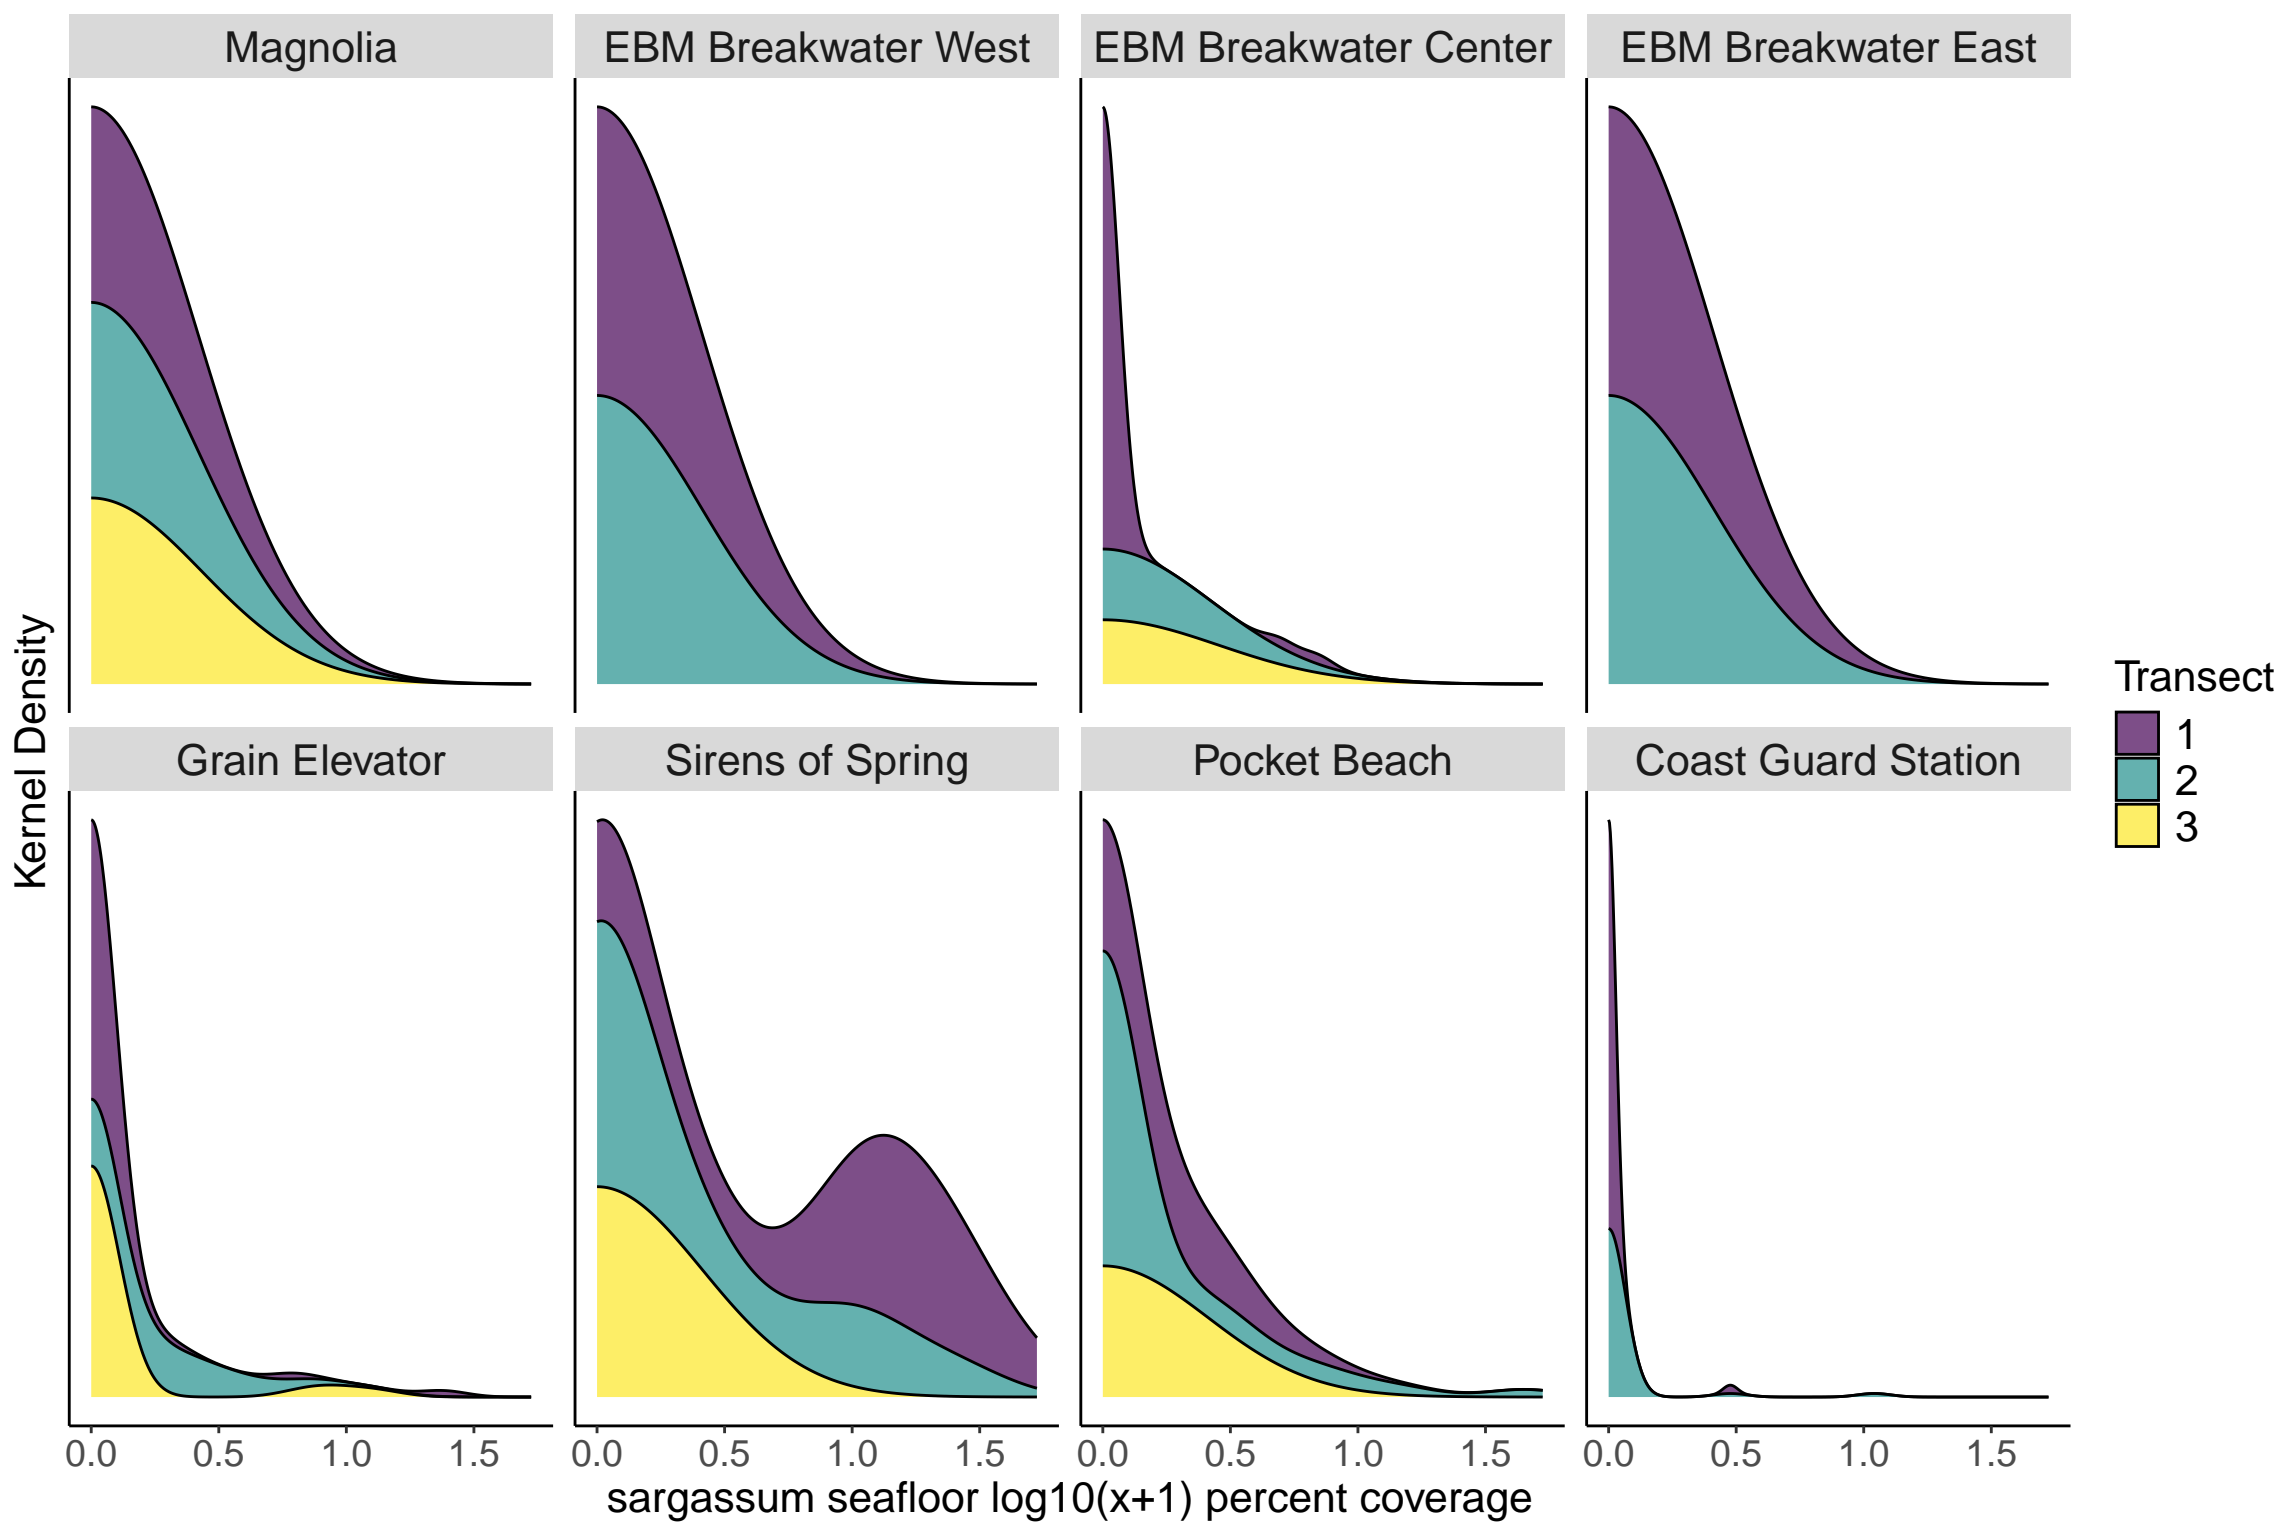 Magnolia
EBM Breakwater West
EBM Breakwater Center
EBM Breakwater East
Kernel Density
Grain Elevator
Sirens of Spring
Pocket Beach
Coast Guard Station
Transect
1
2
3
0.0 0.5 1.0 1.5
0.0 0.5 1.0 1.5
0.0 0.5 1.0 1.5
0.0 0.5 1.0 1.5
sargassum seafloor log10(x+1) percent coverage